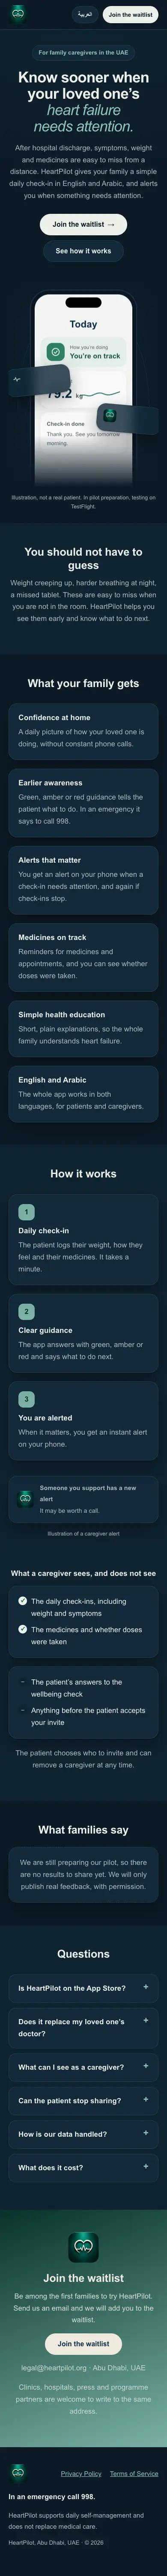 العربية
Join the waitlist
For family caregivers in the UAE
Know sooner when
your loved one's
heart failure
needs attention.
After hospital discharge, symptoms, weight
and medicines are easy to miss from a
distance. HeartPilot gives your family a simple
daily check-in in English and Arabic, and alerts
you when something needs attention.
Join the waitlist →
See how it works
Today
How you're doing
You're on track
79.2 kg
Check-in done
Thank you. See you tomorrow
morning.
Illustration, not a real patient. In pilot preparation, testing on
TestFlight.
You should not have to
guess
Weight creeping up, harder breathing at night,
a missed tablet. These are easy to miss when
you are not in the room. HeartPilot helps you
see them early and know what to do next.
What your family gets
Confidence at home
A daily picture of how your loved one is
doing, without constant phone calls.
Earlier awareness
Green, amber or red guidance tells the
patient what to do. In an emergency it
says to call 998.
Alerts that matter
You get an alert on your phone when a
check-in needs attention, and again if
check-ins stop.
Medicines on track
Reminders for medicines and
appointments, and you can see whether
doses were taken.
Simple health education
Short, plain explanations, so the whole
family understands heart failure.
English and Arabic
The whole app works in both
languages, for patients and caregivers.
How it works
1
Daily check-in
The patient logs their weight, how they
feel and their medicines. It takes a
minute.
2
Clear guidance
The app answers with green, amber or
red and says what to do next.
3
You are alerted
When it matters, you get an instant alert
on your phone.
Someone you support has a new
alert
It may be worth a call.
Illustration of a caregiver alert
What a caregiver sees, and does not see
The daily check-ins, including
weight and symptoms
The medicines and whether doses
were taken
– The patient's answers to the
wellbeing check
– Anything before the patient accepts
your invite
The patient chooses who to invite and can
remove a caregiver at any time.
What families say
We are still preparing our pilot, so there
are no results to share yet. We will only
publish real feedback, with permission.
Questions
Is HeartPilot on the App Store? +
Does it replace my loved one's
doctor? +
What can I see as a caregiver? +
Can the patient stop sharing? +
How is our data handled? +
What does it cost? +
Join the waitlist
Be among the first families to try HeartPilot.
Send us an email and we will add you to the
waitlist.
Join the waitlist
legal@heartpilot.org · Abu Dhabi, UAE
Clinics, hospitals, press and programme
partners are welcome to write to the same
address.
Privacy Policy Terms of Service
In an emergency call 998.
HeartPilot supports daily self-management and
does not replace medical care.
HeartPilot, Abu Dhabi, UAE · © 2026